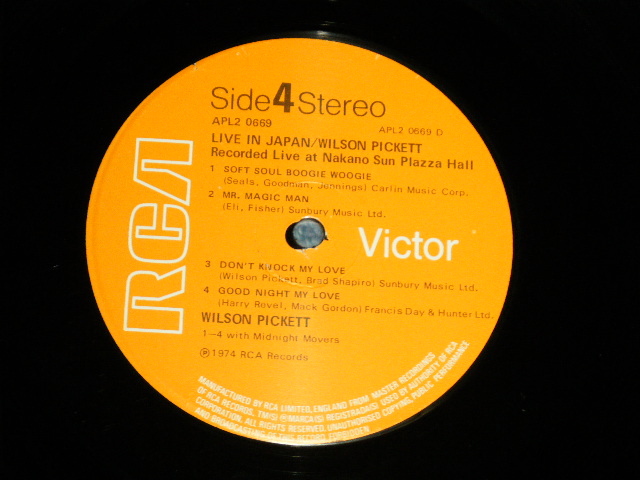 Side 4 Stereo
APL2 0669
APL2 0669 D
LIVE IN JAPAN/WILSON PICKETT
Recorded Live at Nakano Sun Plazza Hall
1 SOFT SOUL BOOGIE WOOGIE
(Seals, Goodman, Jennings) Carlin Music Corp.
2 MR. MAGIC MAN
(Eli, Fisher) Sunbury Music Ltd.
RCA
Victor
3 DON'T KNOCK MY LOVE
(Wilson Pickett, Brad Shapiro) Sunbury Music Ltd.
4 GOOD NIGHT MY LOVE
(Harry Revel, Mack Gordon) Francis Day & Hunter Ltd.
WILSON PICKETT
1-4 with Midnight Movers
Ⓟ 1974 RCA Records
MANUFACTURED BY RCA LIMITED, ENGLAND FROM MASTER RECORDINGS
OF RCA RECORDS. TM(S) ® MARCA(S) REGISTRADA(S) USED BY AUTHORITY OF RCA
CORPORATION. ALL RIGHTS RESERVED. UNAUTHORISED COPYING, PUBLIC PERFORMANCE
AND BROADCASTING OF THIS RECORD FORBIDDEN